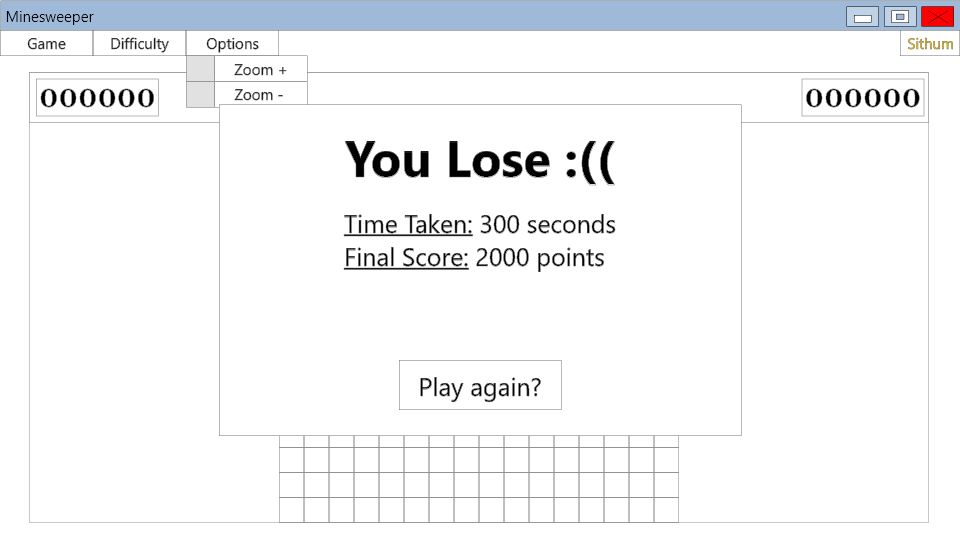 Minesweeper
Game Difficulty Options Sithum
Zoom +
Zoom -
000000 000000
You Lose :((
Time Taken: 300 seconds
Final Score: 2000 points
Play again?